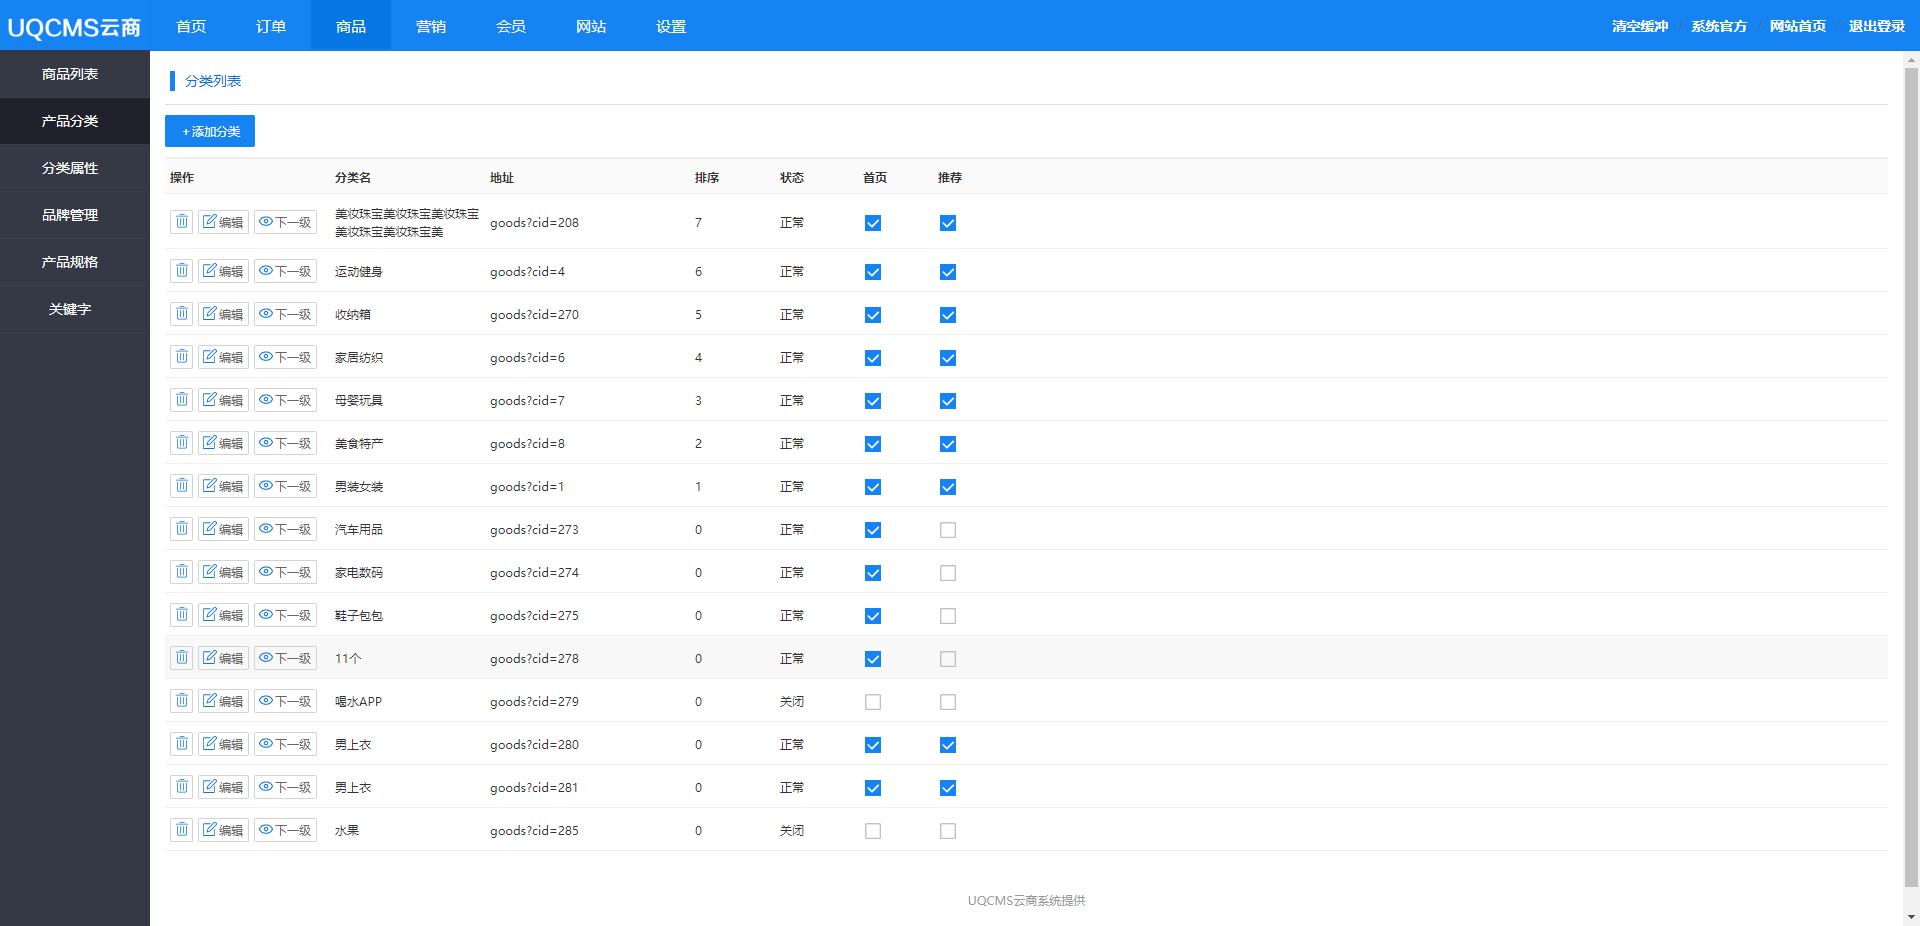 UQCMS云商 首页 订单 商品 营销 会员 网站 设置 清空缓冲 / 系统官方 / 网站首页 / 退出登录
商品列表
产品分类
分类属性
品牌管理
产品规格
关键字
分类列表
+ 添加分类
操作 分类名 地址 排序 状态 首页 推荐
编辑 下一级 美妆珠宝美妆珠宝美妆珠宝
美妆珠宝美妆珠宝美 goods?cid=208 7 正常
编辑 下一级 运动健身 goods?cid=4 6 正常
编辑 下一级 收纳箱 goods?cid=270 5 正常
编辑 下一级 家居纺织 goods?cid=6 4 正常
编辑 下一级 母婴玩具 goods?cid=7 3 正常
编辑 下一级 美食特产 goods?cid=8 2 正常
编辑 下一级 男装女装 goods?cid=1 1 正常
编辑 下一级 汽车用品 goods?cid=273 0 正常
编辑 下一级 家电数码 goods?cid=274 0 正常
编辑 下一级 鞋子包包 goods?cid=275 0 正常
编辑 下一级 11个 goods?cid=278 0 正常
编辑 下一级 喝水APP goods?cid=279 0 关闭
编辑 下一级 男上衣 goods?cid=280 0 正常
编辑 下一级 男上衣 goods?cid=281 0 正常
编辑 下一级 水果 goods?cid=285 0 关闭
UQCMS云商系统提供